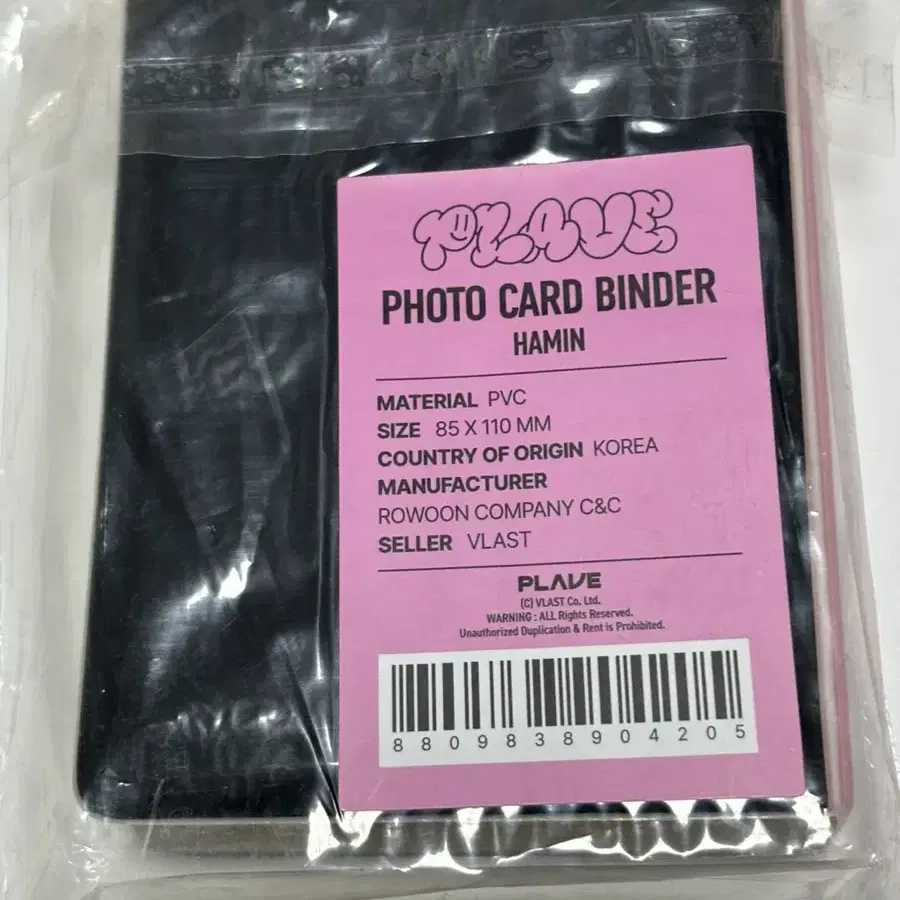 PLAVE
PHOTO CARD BINDER
HAMIN
MATERIAL PVC
SIZE 85 X 110 MM
COUNTRY OF ORIGIN KOREA
MANUFACTURER
ROWOON COMPANY C&C
SELLER VLAST
PLAVE
(C) VLAST Co. Ltd.
WARNING : ALL Rights Reserved.
Unauthorized Duplication & Rent is Prohibited.
8809838904205